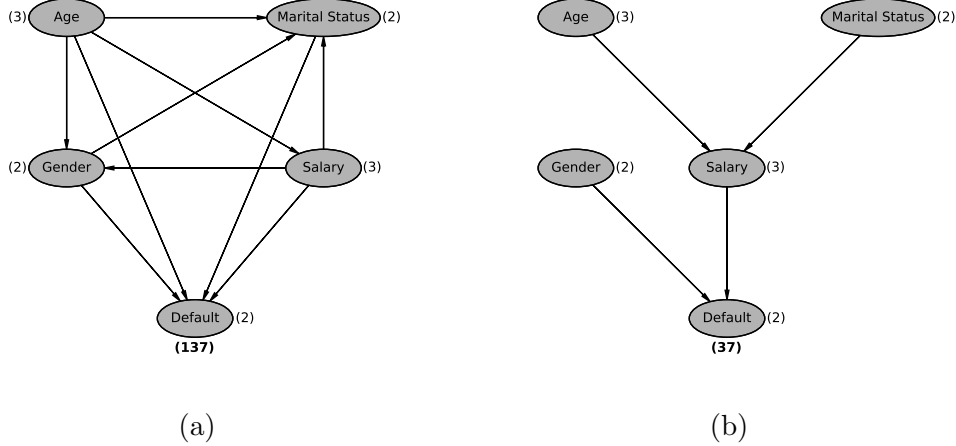 (3) Age Marital Status (2)
(2) Gender Salary (3)
Default (2)
(137)
(a)
Age (3) Marital Status (2)
Gender (2) Salary (3)
Default (2)
(37)
(b)